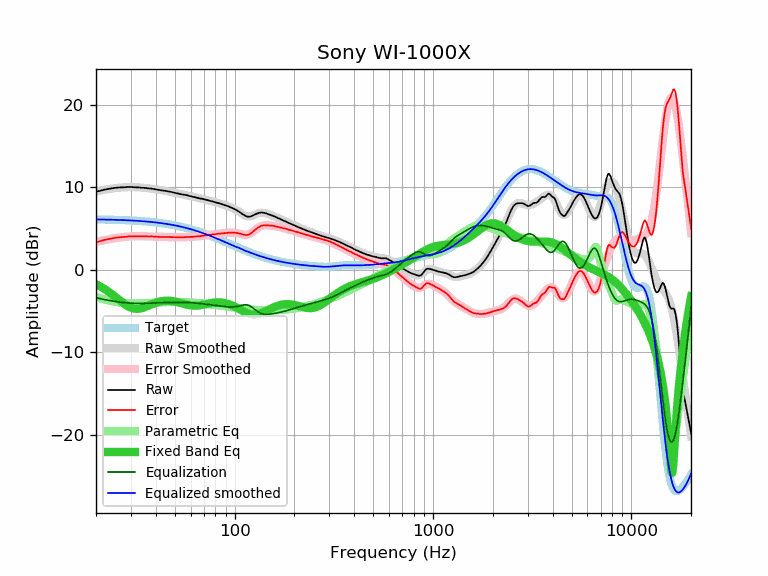 Sony WI-1000X
Amplitude (dBr)
20
10
0
−10
−20
Target
Raw Smoothed
Error Smoothed
Raw
Error
Parametric Eq
Fixed Band Eq
Equalization
Equalized smoothed
100
1000
10000
Frequency (Hz)